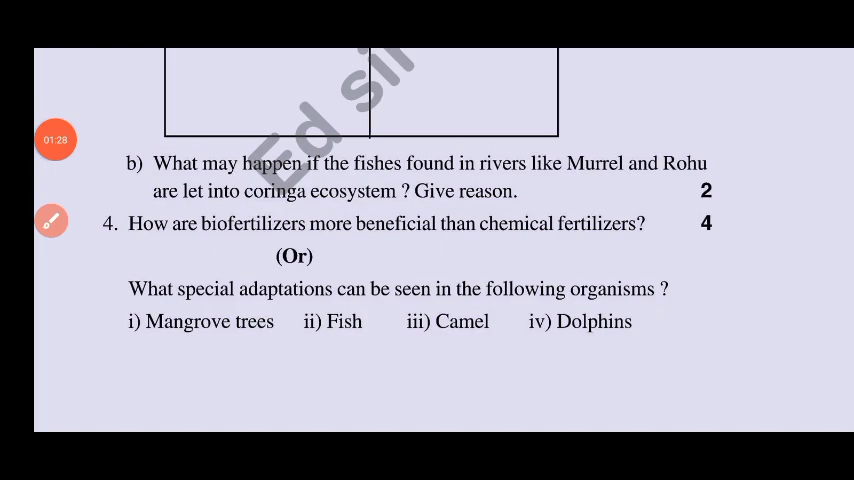 Ed sir
01:28
b) What may happen if the fishes found in rivers like Murrel and Rohu
are let into coringa ecosystem ? Give reason. 2
4. How are biofertilizers more beneficial than chemical fertilizers? 4
(Or)
What special adaptations can be seen in the following organisms ?
i) Mangrove trees ii) Fish iii) Camel iv) Dolphins